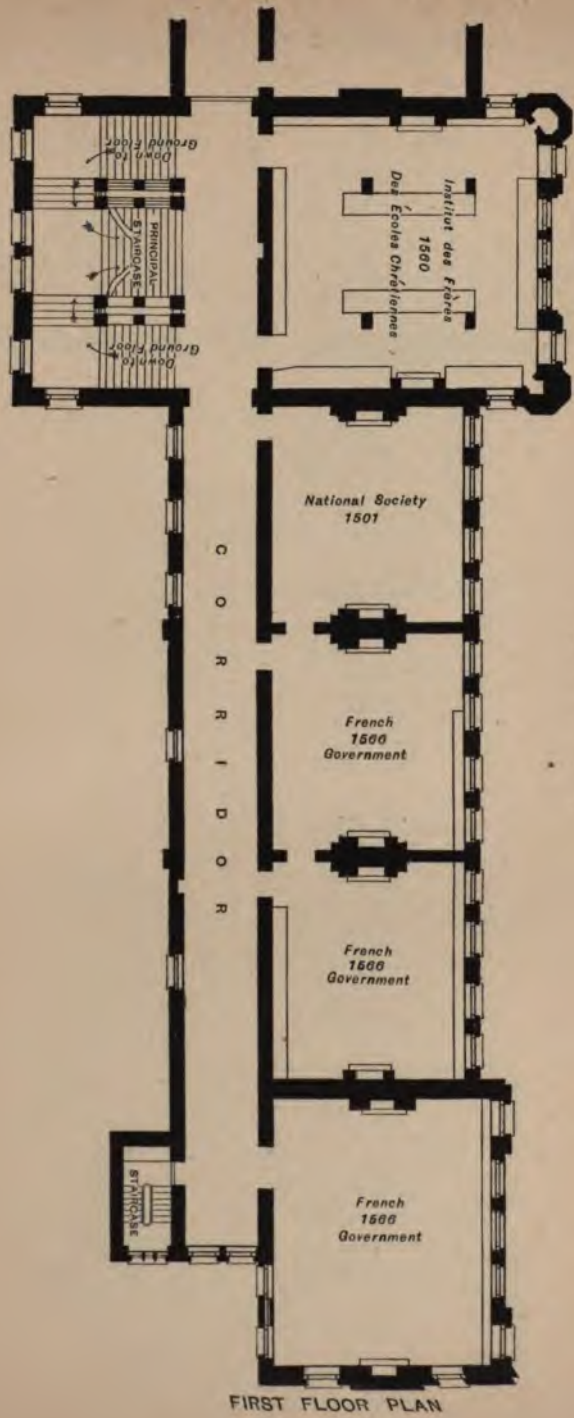 Down to
Ground Floor
PRINCIPAL
STAIRCASE
Down to
Ground Floor
Institut des Frères
1560
Des Écoles Chrétiennes
National Society
1501
French
1566
Government
French
1566
Government
CORRIDOR
French
1566
Government
STAIRCASE
FIRST FLOOR PLAN